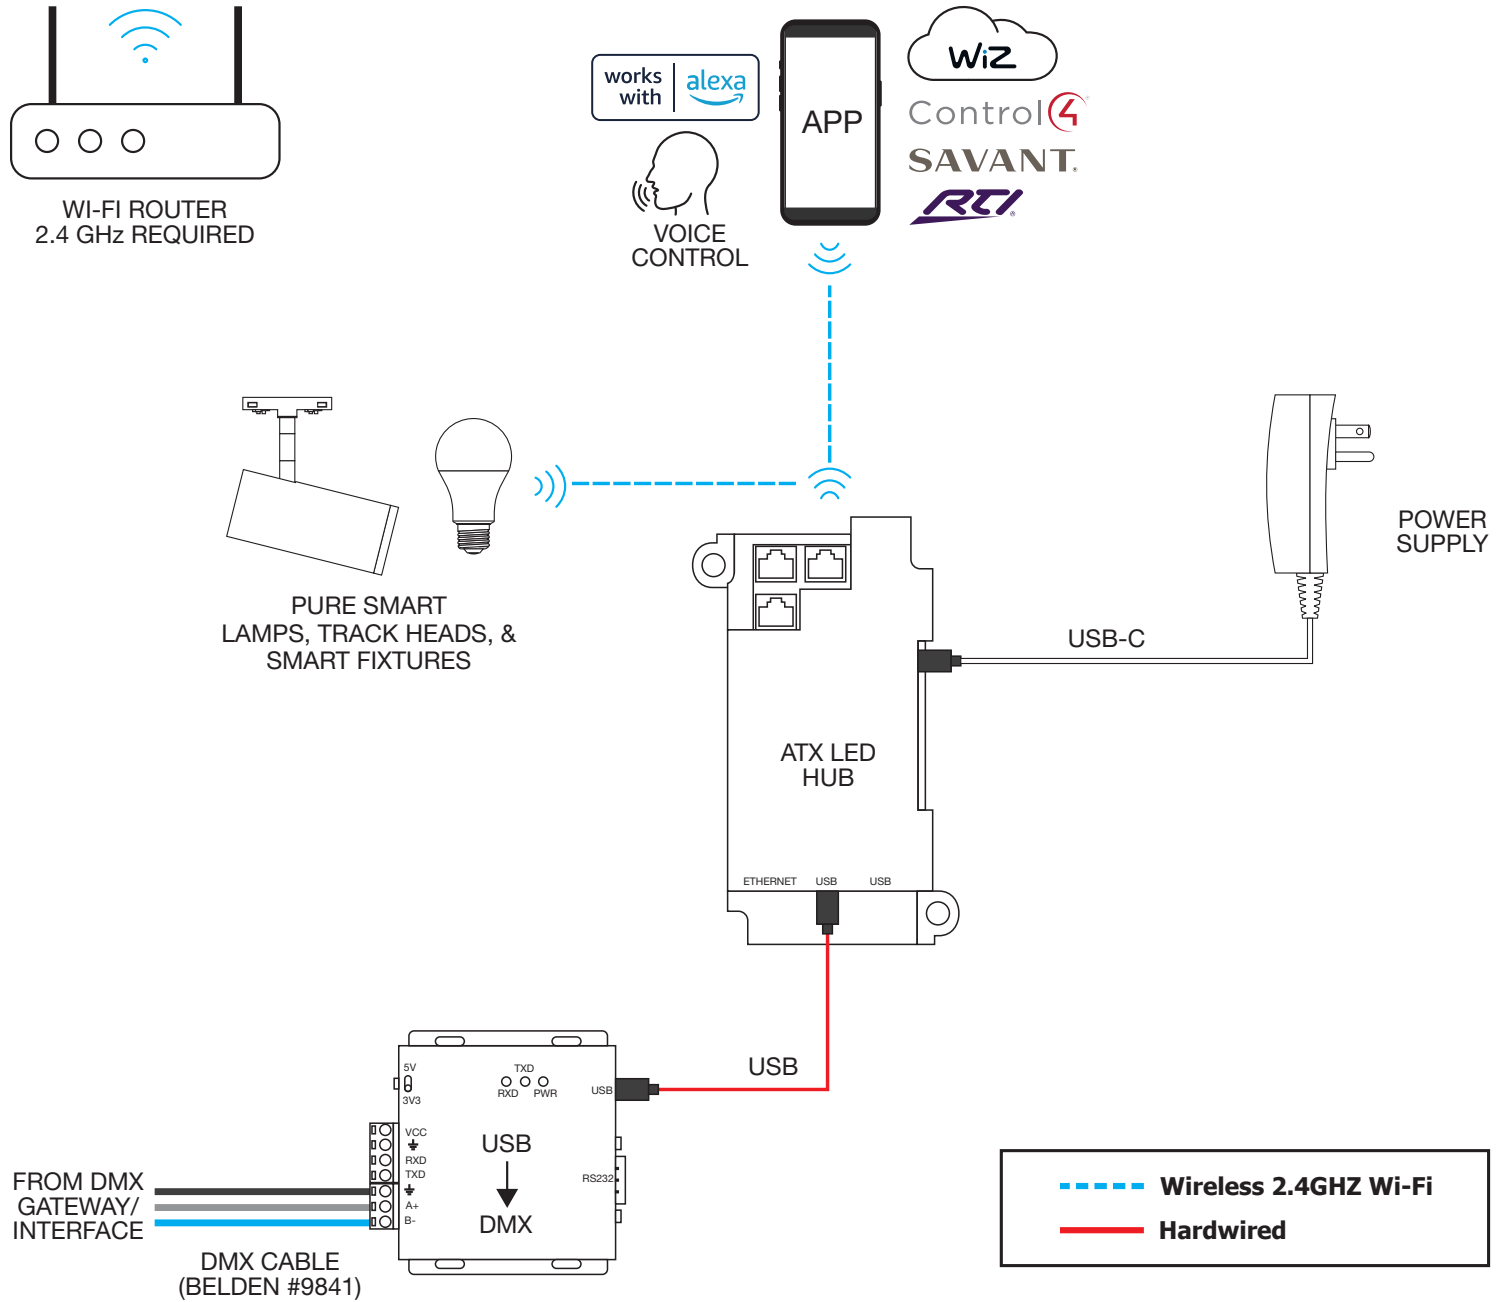 works
with
alexa
APP
WiZ
Control4
SAVANT®
RTI®
WI-FI ROUTER
2.4 GHz REQUIRED
VOICE
CONTROL
POWER
SUPPLY
PURE SMART
LAMPS, TRACK HEADS, &
SMART FIXTURES
USB-C
ATX LED
HUB
ETHERNET
USB
USB
USB
5V
3V3
TXD
RXD
PWR
USB
VCC
RXD
TXD
A+
B-
USB
DMX
RS232
FROM DMX
GATEWAY/
INTERFACE
DMX CABLE
(BELDEN #9841)
Wireless 2.4GHZ Wi-Fi
Hardwired